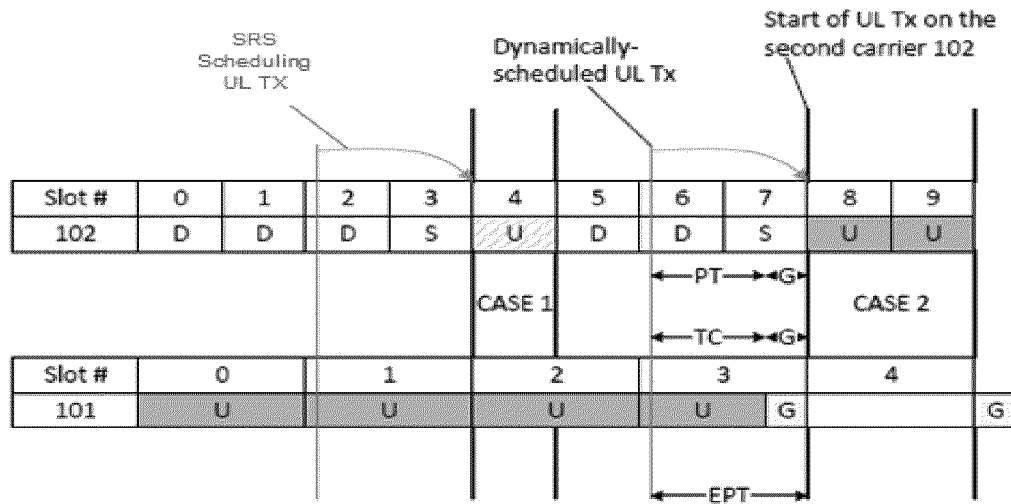 SRS
Scheduling
UL TX
Dynamically-
scheduled UL Tx
Start of UL Tx on the
second carrier 102
Slot # 0 1 2 3 4 5 6 7 8 9
102 D D D S U D D S U U
PT G
CASE 1 CASE 2
TC G
Slot # 0 1 2 3 4
101 U U U U G G
EPT